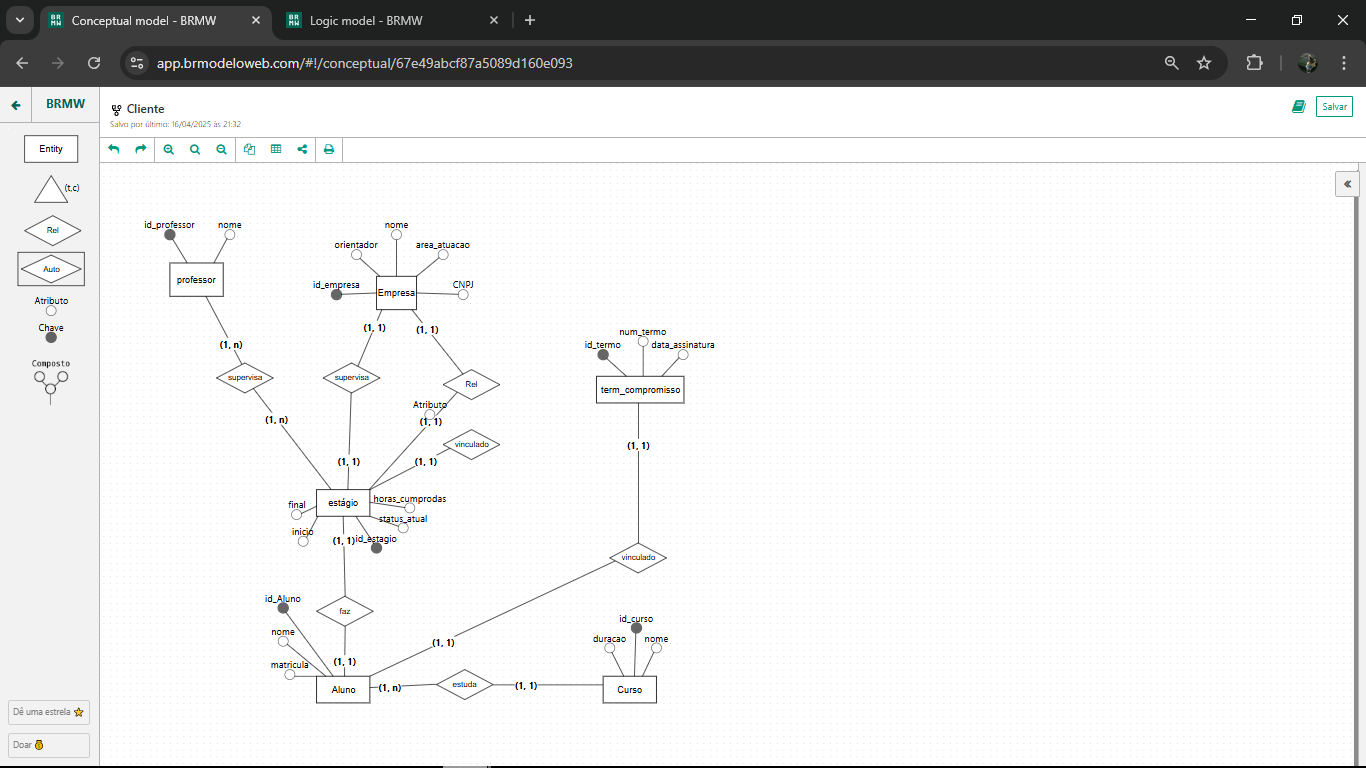 Conceptual model - BRMW
Logic model - BRMW
app.brmodeloweb.com/#!/conceptual/67e49abcf87a5089d160e093
BRMW
Cliente
Salvo por último: 16/04/2025 às 21:32
Salvar
Entity
(t,c)
Rel
Auto
Atributo
Chave
Composto
Dê uma estrela
Doar
id_professor
nome
professor
nome
orientador
area_atuacao
id_empresa
CNPJ
Empresa
(1, 1)
(1, 1)
(1, n)
supervisa
supervisa
Rel
Atributo
(1, 1)
(1, n)
vinculado
(1, 1)
(1, 1)
num_termo
id_termo
data_assinatura
term_compromisso
(1, 1)
horas_cumprodas
estágio
final
status_atual
inicio
(1, 1)
id_estagio
vinculado
id_Aluno
faz
nome
(1, 1)
matricula
(1, 1)
Aluno
(1, n)
estuda
(1, 1)
id_curso
duracao
nome
Curso